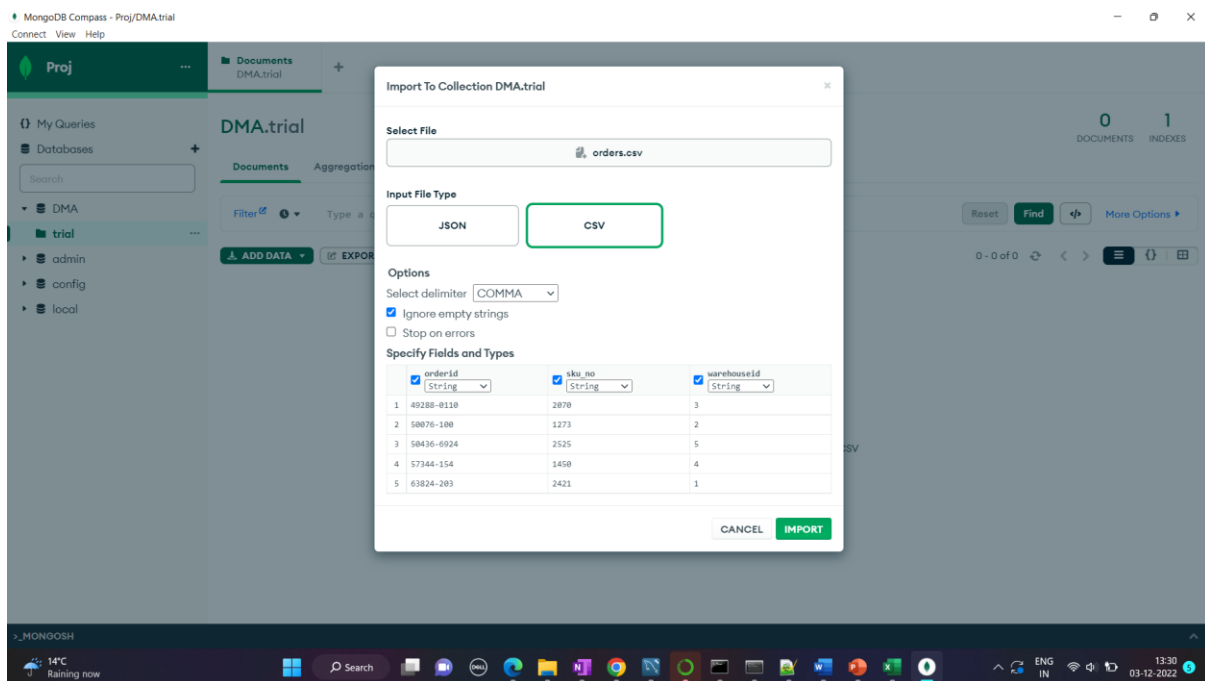 MongoDB Compass - Proj/DMA.trial
Connect View Help
Proj ...
Documents
DMA.trial
+
My Queries
Databases +
Search
DMA
trial ...
admin
config
local
DMA.trial
0
DOCUMENTS
1
INDEXES
Documents Aggregation
Filter Type a
Reset Find </> More Options
ADD DATA EXPOR
0 - 0 of 0 {}
CSV
Import To Collection DMA.trial ×
Select File
orders.csv
Input File Type
JSON CSV
Options
Select delimiter COMMA
Ignore empty strings
Stop on errors
Specify Fields and Types
orderid sku_no warehouseid
String String String
1 49288-0110 2070 3
2 50076-100 1273 2
3 50436-6924 2525 5
4 57344-154 1450 4
5 63824-203 2421 1
CANCEL IMPORT
>_MONGOSH
14°C
Raining now
Search
DELL
ENG
IN
13:30
03-12-2022
5